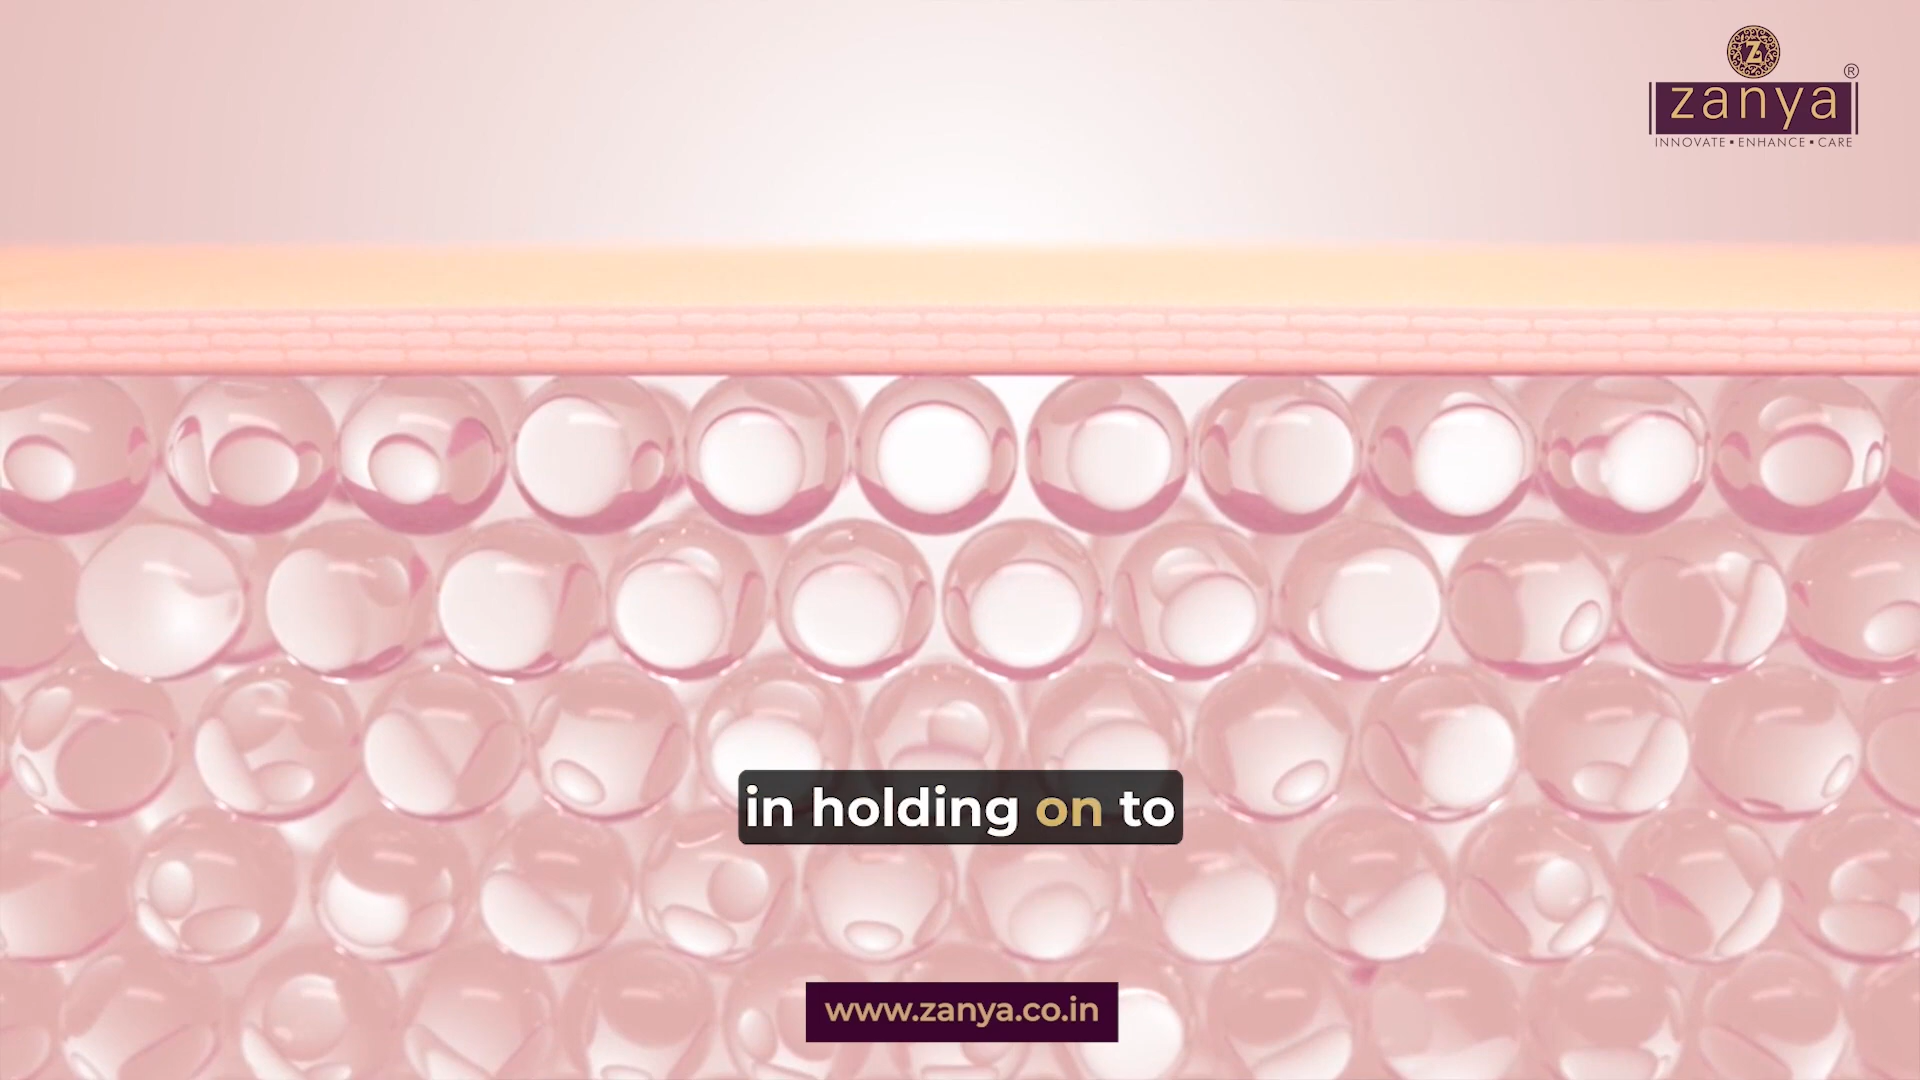 Z
zanya®
INNOVATE▪ENHANCE▪CARE
in holding on to
www.zanya.co.in